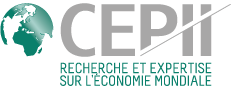 CEPII
RECHERCHE ET EXPERTISE
SUR L'ÉCONOMIE MONDIALE